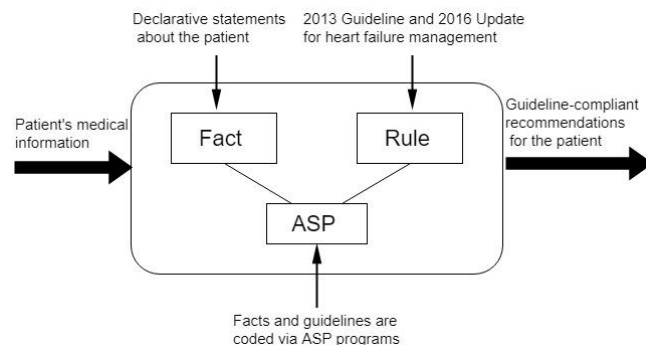 Declarative statements
about the patient
2013 Guideline and 2016 Update
for heart failure management
Patient's medical
information
Fact
Rule
Guideline-compliant
recommendations
for the patient
ASP
Facts and guidelines are
coded via ASP programs